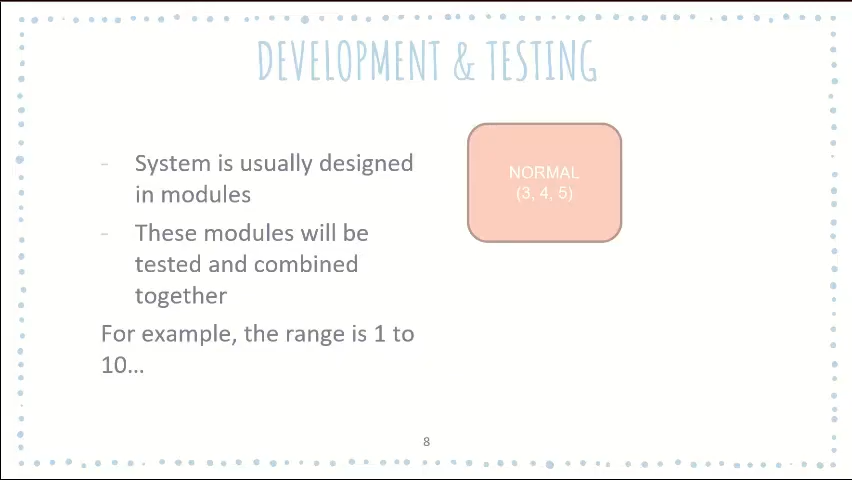 DEVELOPMENT & TESTING
- System is usually designed
in modules
- These modules will be
tested and combined
together
For example, the range is 1 to
10…
NORMAL
(3, 4, 5)
8